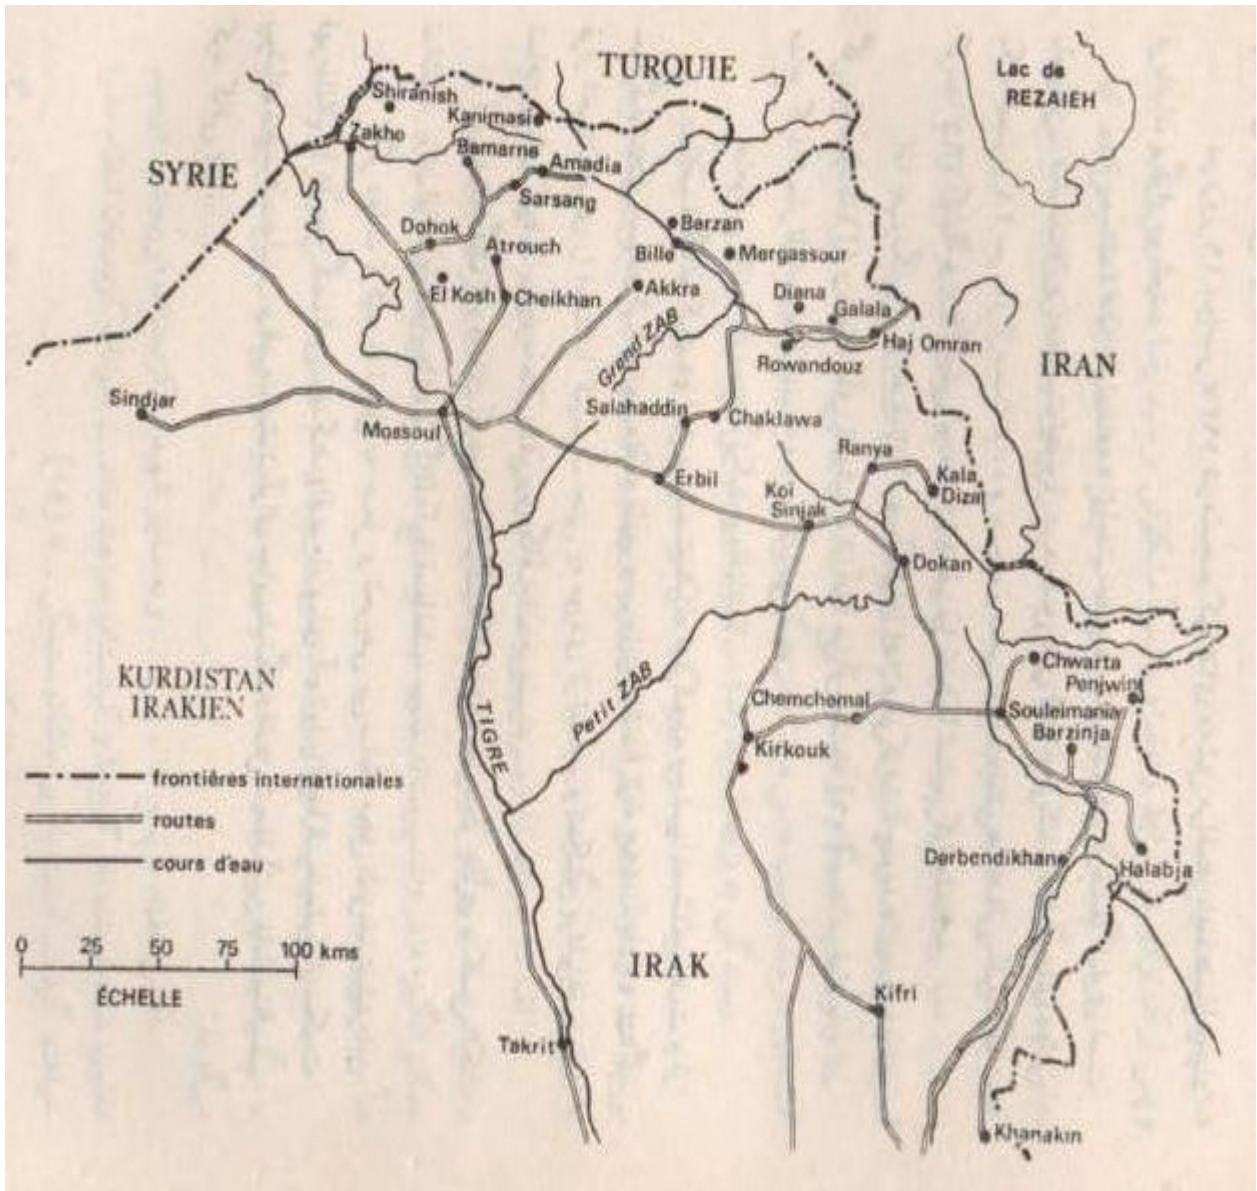 TURQUIE
Lac de
REZAIEH
Shiranish
Kanimasi
Zakho
Bamarne
Amadia
SYRIE
Sarsang
Barzan
Dohok
Atrouch
Bille
Mergassour
El Kosh
Cheikhan
Akkra
Diana
Galala
Grand ZAB
Haj Omran
Rowandouz
IRAN
Sindjar
Salahaddin
Chaklawa
Mossoul
Ranya
Erbil
Kala
Diza
Koi
Sinjak
Dokan
KURDISTAN
IRAKIEN
Chwarta
Penjwin
Petit ZAB
Chemchemal
Souleimania
TIGRE
Barzinja
Kirkouk
frontières internationales
routes
cours d'eau
Derbendikhan
Halabja
0 25 50 75 100 kms
IRAK
ÉCHELLE
Kifri
Takrit
Khanakin